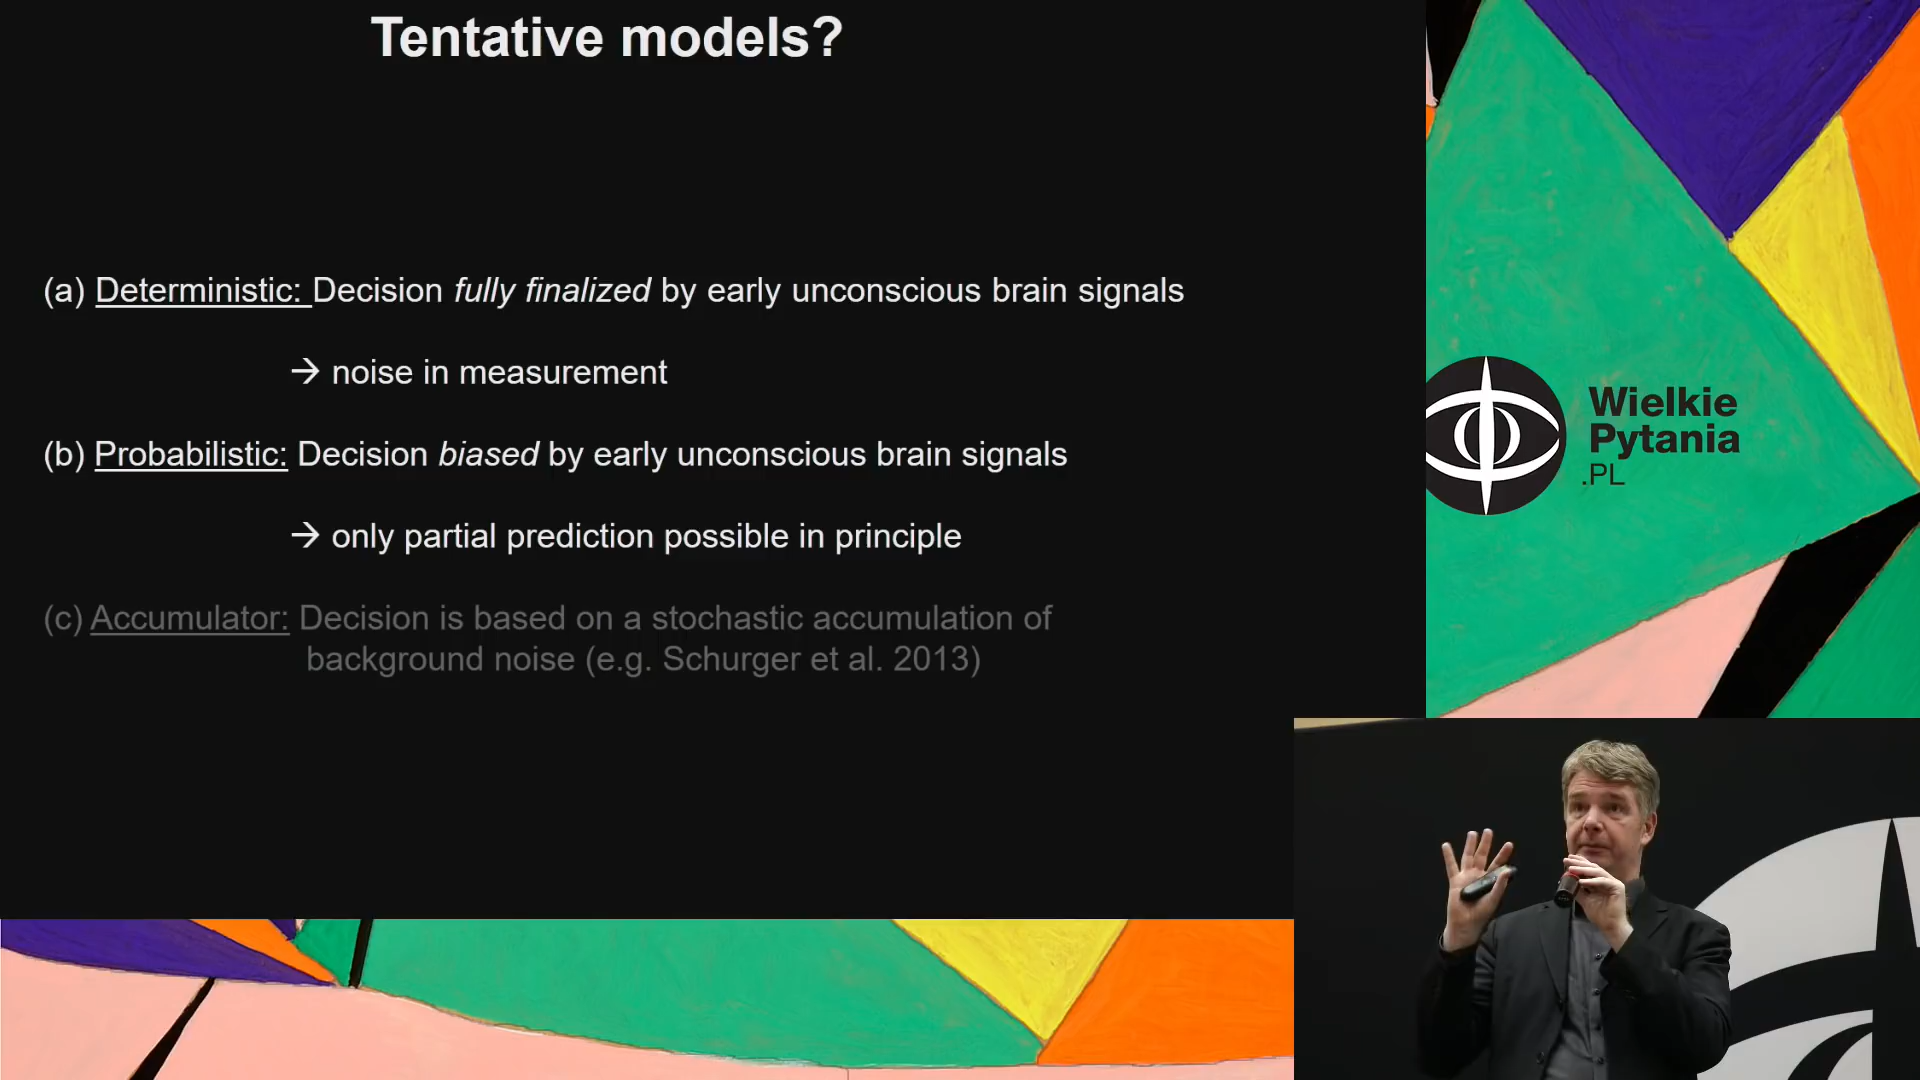 Tentative models?
(a) Deterministic: Decision fully finalized by early unconscious brain signals
→ noise in measurement
(b) Probabilistic: Decision biased by early unconscious brain signals
→ only partial prediction possible in principle
(c) Accumulator: Decision is based on a stochastic accumulation of
background noise (e.g. Schurger et al. 2013)
Wielkie
Pytania
.PL